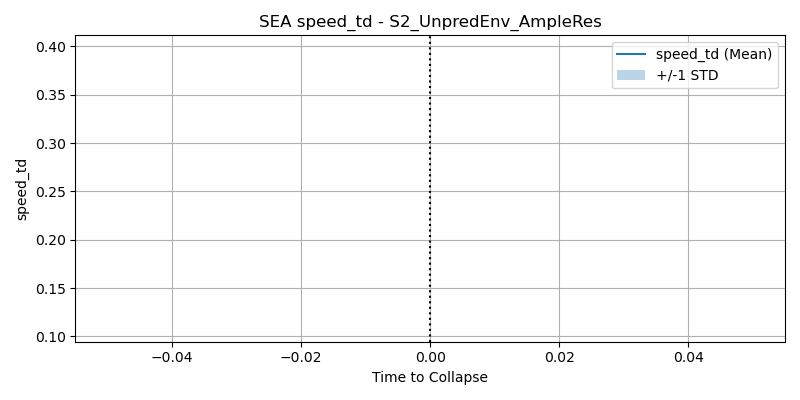 SEA speed_td - S2_UnpredEnv_AmpleRes
speed_td (Mean)
+/-1 STD
0.40
0.35
0.30
0.25
0.20
0.15
0.10
speed_td
−0.04
−0.02
0.00
0.02
0.04
Time to Collapse